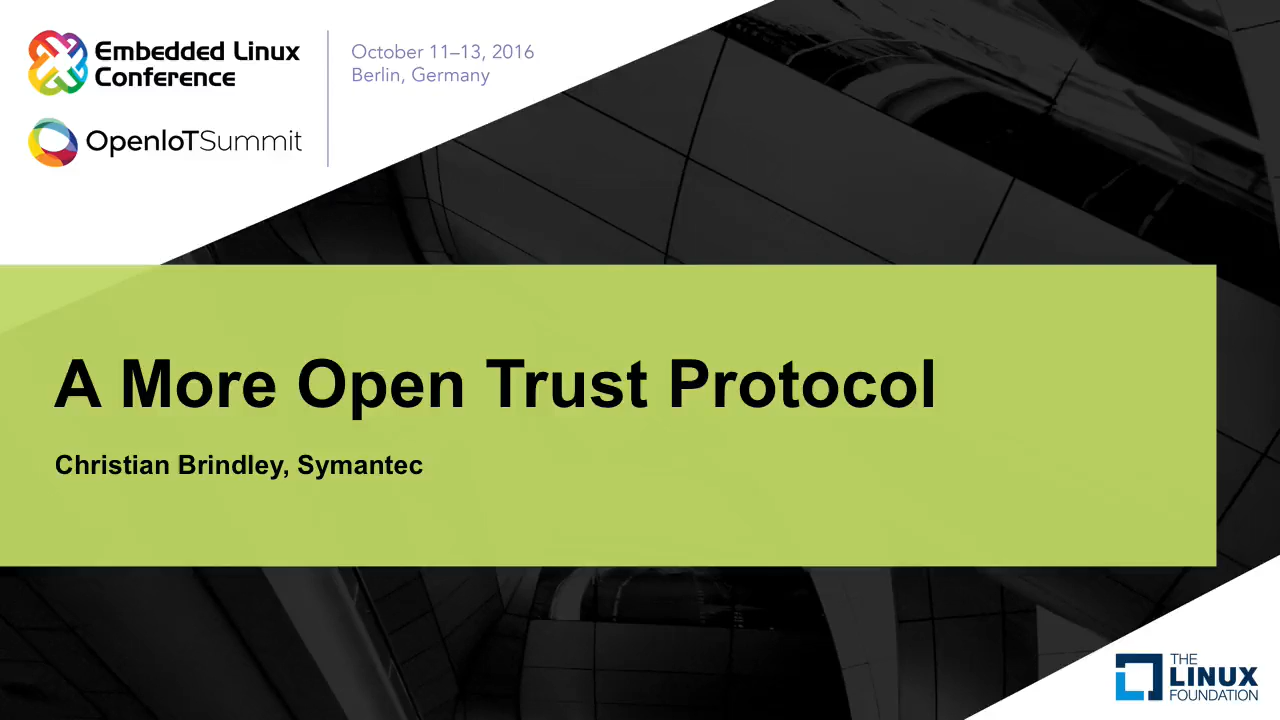 Embedded Linux
Conference
OpenIoTSummit
October 11–13, 2016
Berlin, Germany
A More Open Trust Protocol
Christian Brindley, Symantec
THE
LINUX
FOUNDATION